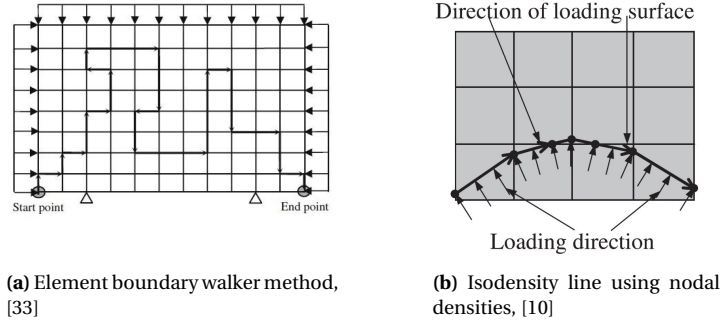 Direction of loading surface
Start point
End point
Loading direction
(a) Element boundary walker method,
[33]
(b) Isodensity line using nodal
densities, [10]